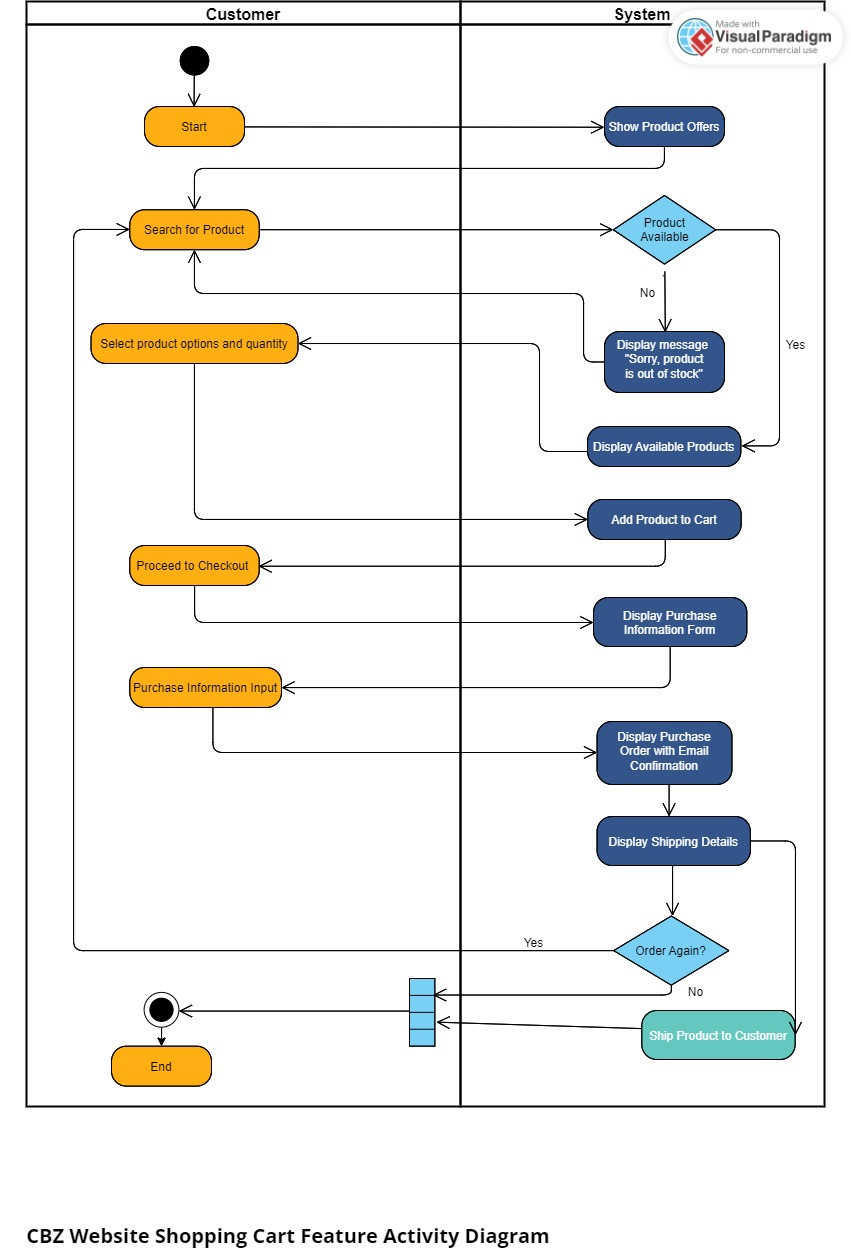 Customer
System
Made with
VisualParadigm
For non-commercial use
Start
Show Product Offers
Search for Product
Product
Available
No
Yes
Select product options and quantity
Display message
"Sorry, product
is out of stock"
Display Available Products
Add Product to Cart
Proceed to Checkout
Display Purchase
Information Form
Purchase Information Input
Display Purchase
Order with Email
Confirmation
Display Shipping Details
Yes
Order Again?
No
Ship Product to Customer
End
CBZ Website Shopping Cart Feature Activity Diagram